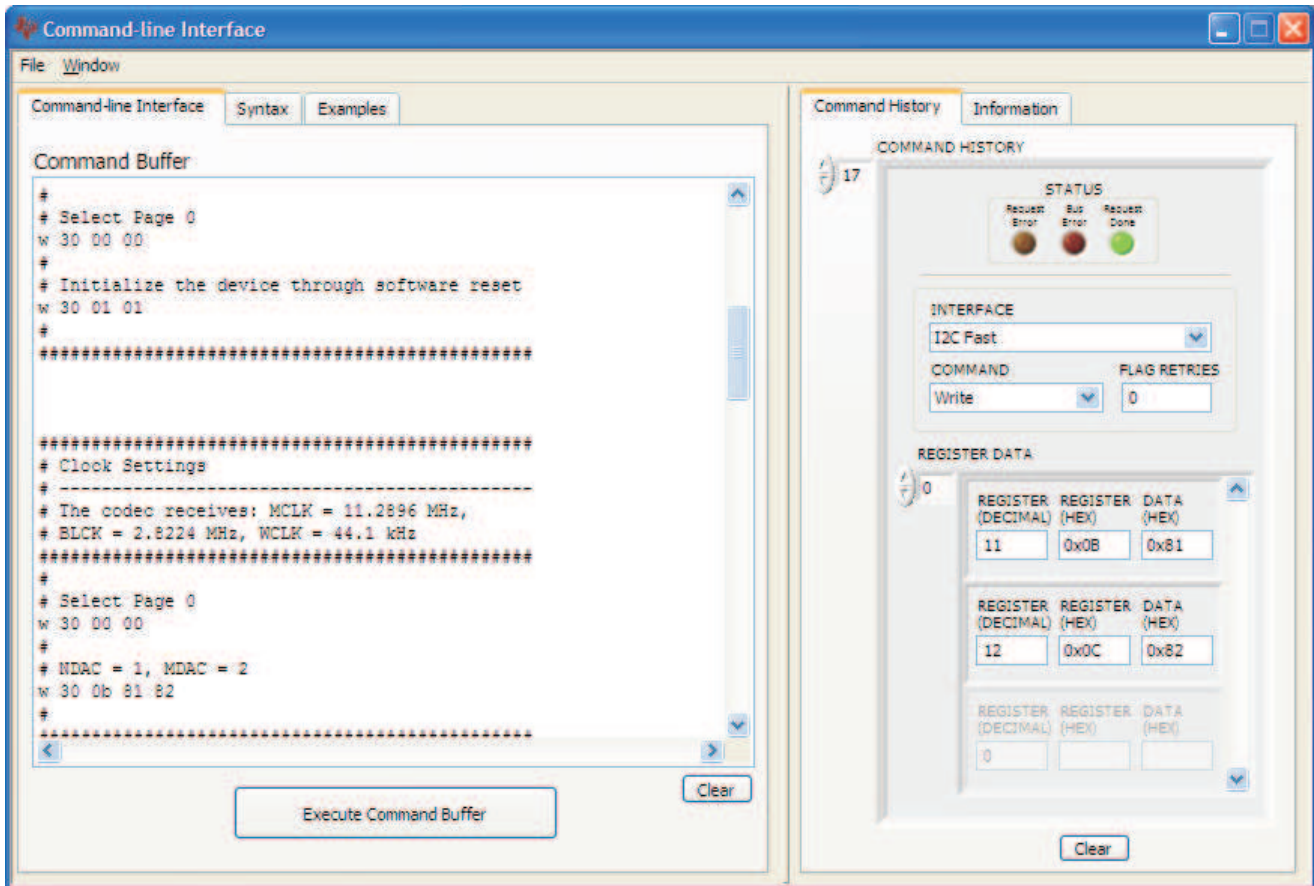 Command-line Interface
File Window
Command-line Interface Syntax Examples
Command Buffer
#
# Select Page 0
w 30 00 00
#
# Initialize the device through software reset
w 30 01 01
#
###############################################
###############################################
# Clock Settings
# ---------------------------------------------
# The codec receives: MCLK = 11.2896 MHz,
# BLCK = 2.8224 MHz, WCLK = 44.1 kHz
###############################################
#
# Select Page 0
w 30 00 00
#
# NDAC = 1, MDAC = 2
w 30 0b 81 82
#
###############################################
Clear
Execute Command Buffer
Command History Information
COMMAND HISTORY
17
STATUS
Request Bus Request
Error Error Done
INTERFACE
I2C Fast
COMMAND FLAG RETRIES
Write 0
REGISTER DATA
0
REGISTER REGISTER DATA
(DECIMAL) (HEX) (HEX)
11 0x0B 0x81
REGISTER REGISTER DATA
(DECIMAL) (HEX) (HEX)
12 0x0C 0x82
REGISTER REGISTER DATA
(DECIMAL) (HEX) (HEX)
0
Clear